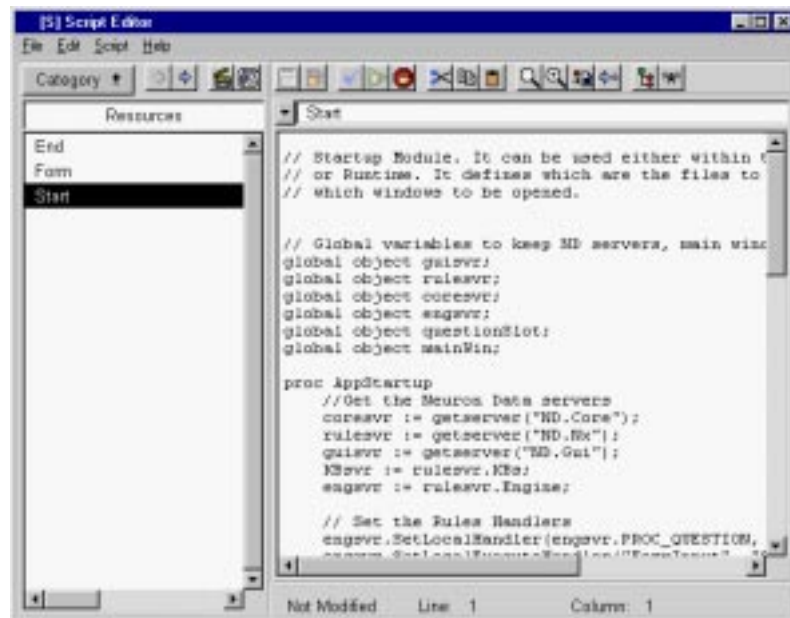 [S] Script Editor
File Edit Script Help
Category
Resources
End
Form
Start
Start
// Startup Module. It can be used either within
// or Runtime. It defines which are the files to
// which windows to be opened.
// Global variables to keep ND servers, main
global object guisvr;
global object rulesvr;
global object coresvr;
global object engsvr;
global object questionSlot;
global object mainWin;
proc AppStartup
//Get the Neuron Data servers
coresvr := getserver("ND.Core");
rulesvr := getserver("ND.Nx");
guisvr := getserver("ND.Gui");
KBsvr := rulesvr.KBs;
engsvr := rulesvr.Engine;
// Set the Rules Handlers
engsvr.SetLocalHandler(engsvr.PROC_QUESTION,
Not Modified Line: 1 Column: 1